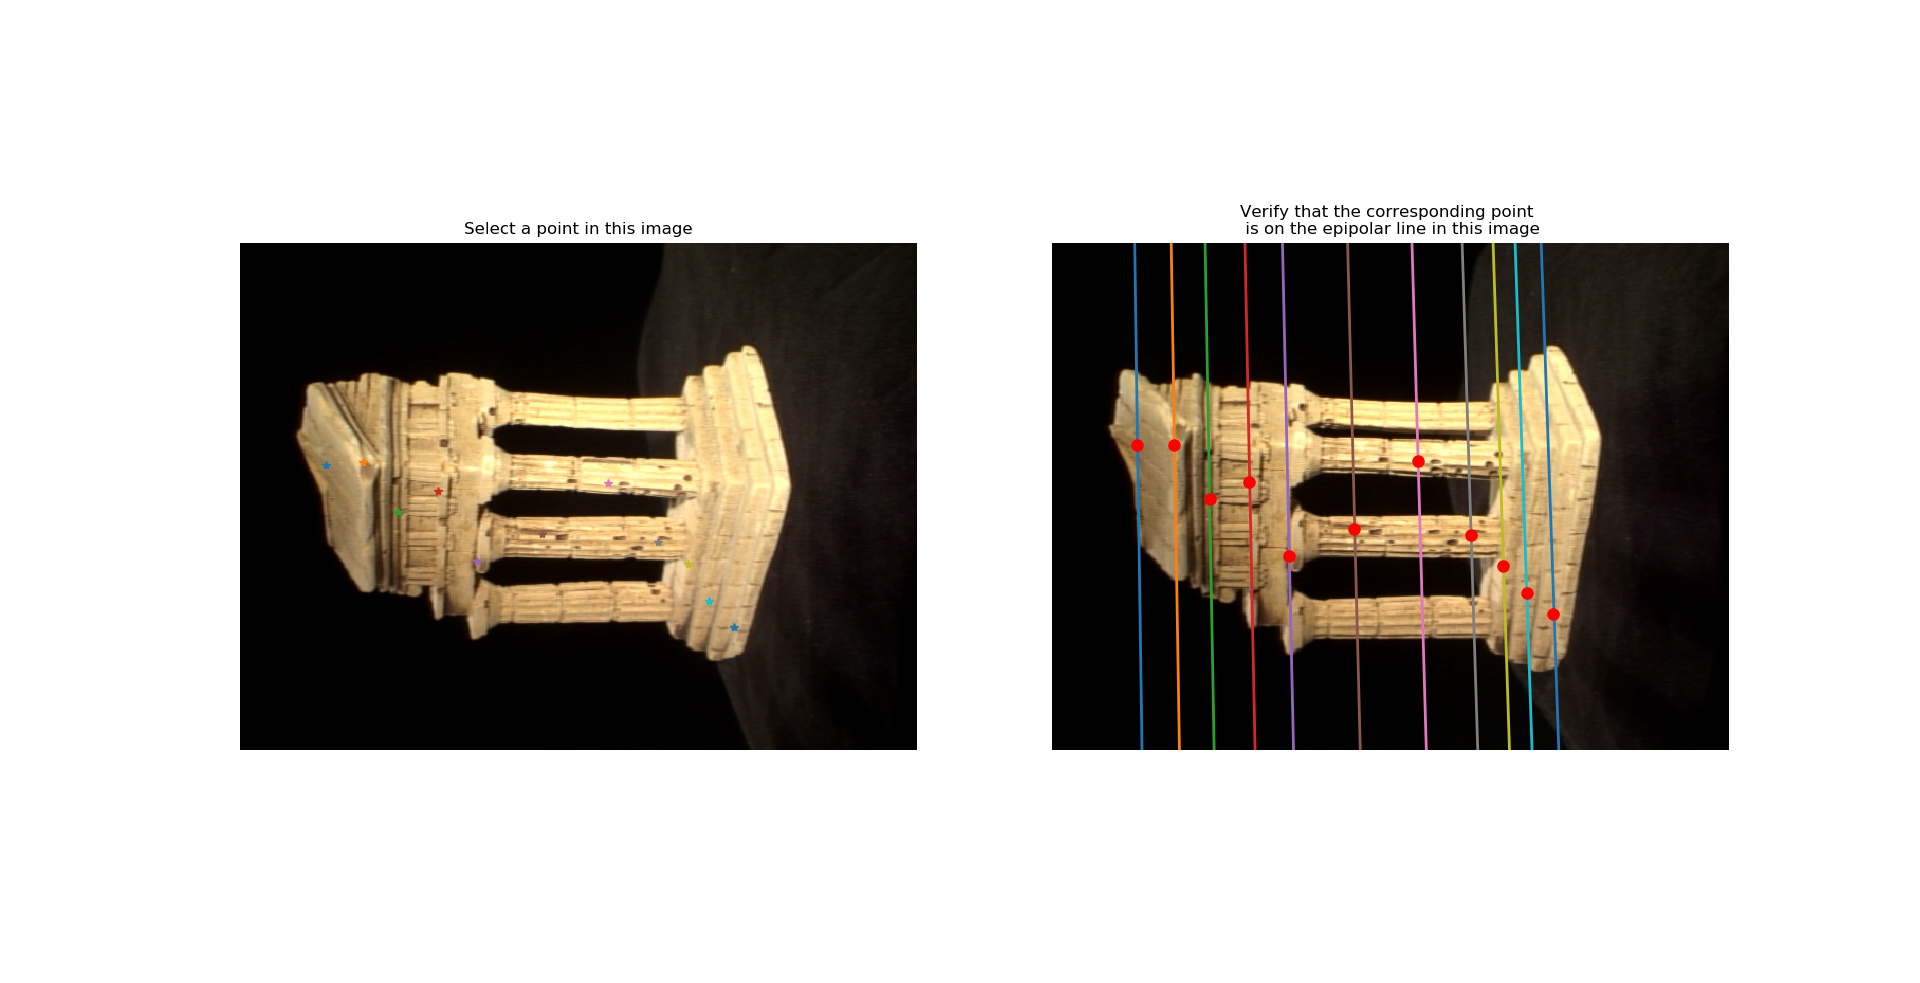 Select a point in this image
Verify that the corresponding point
is on the epipolar line in this image